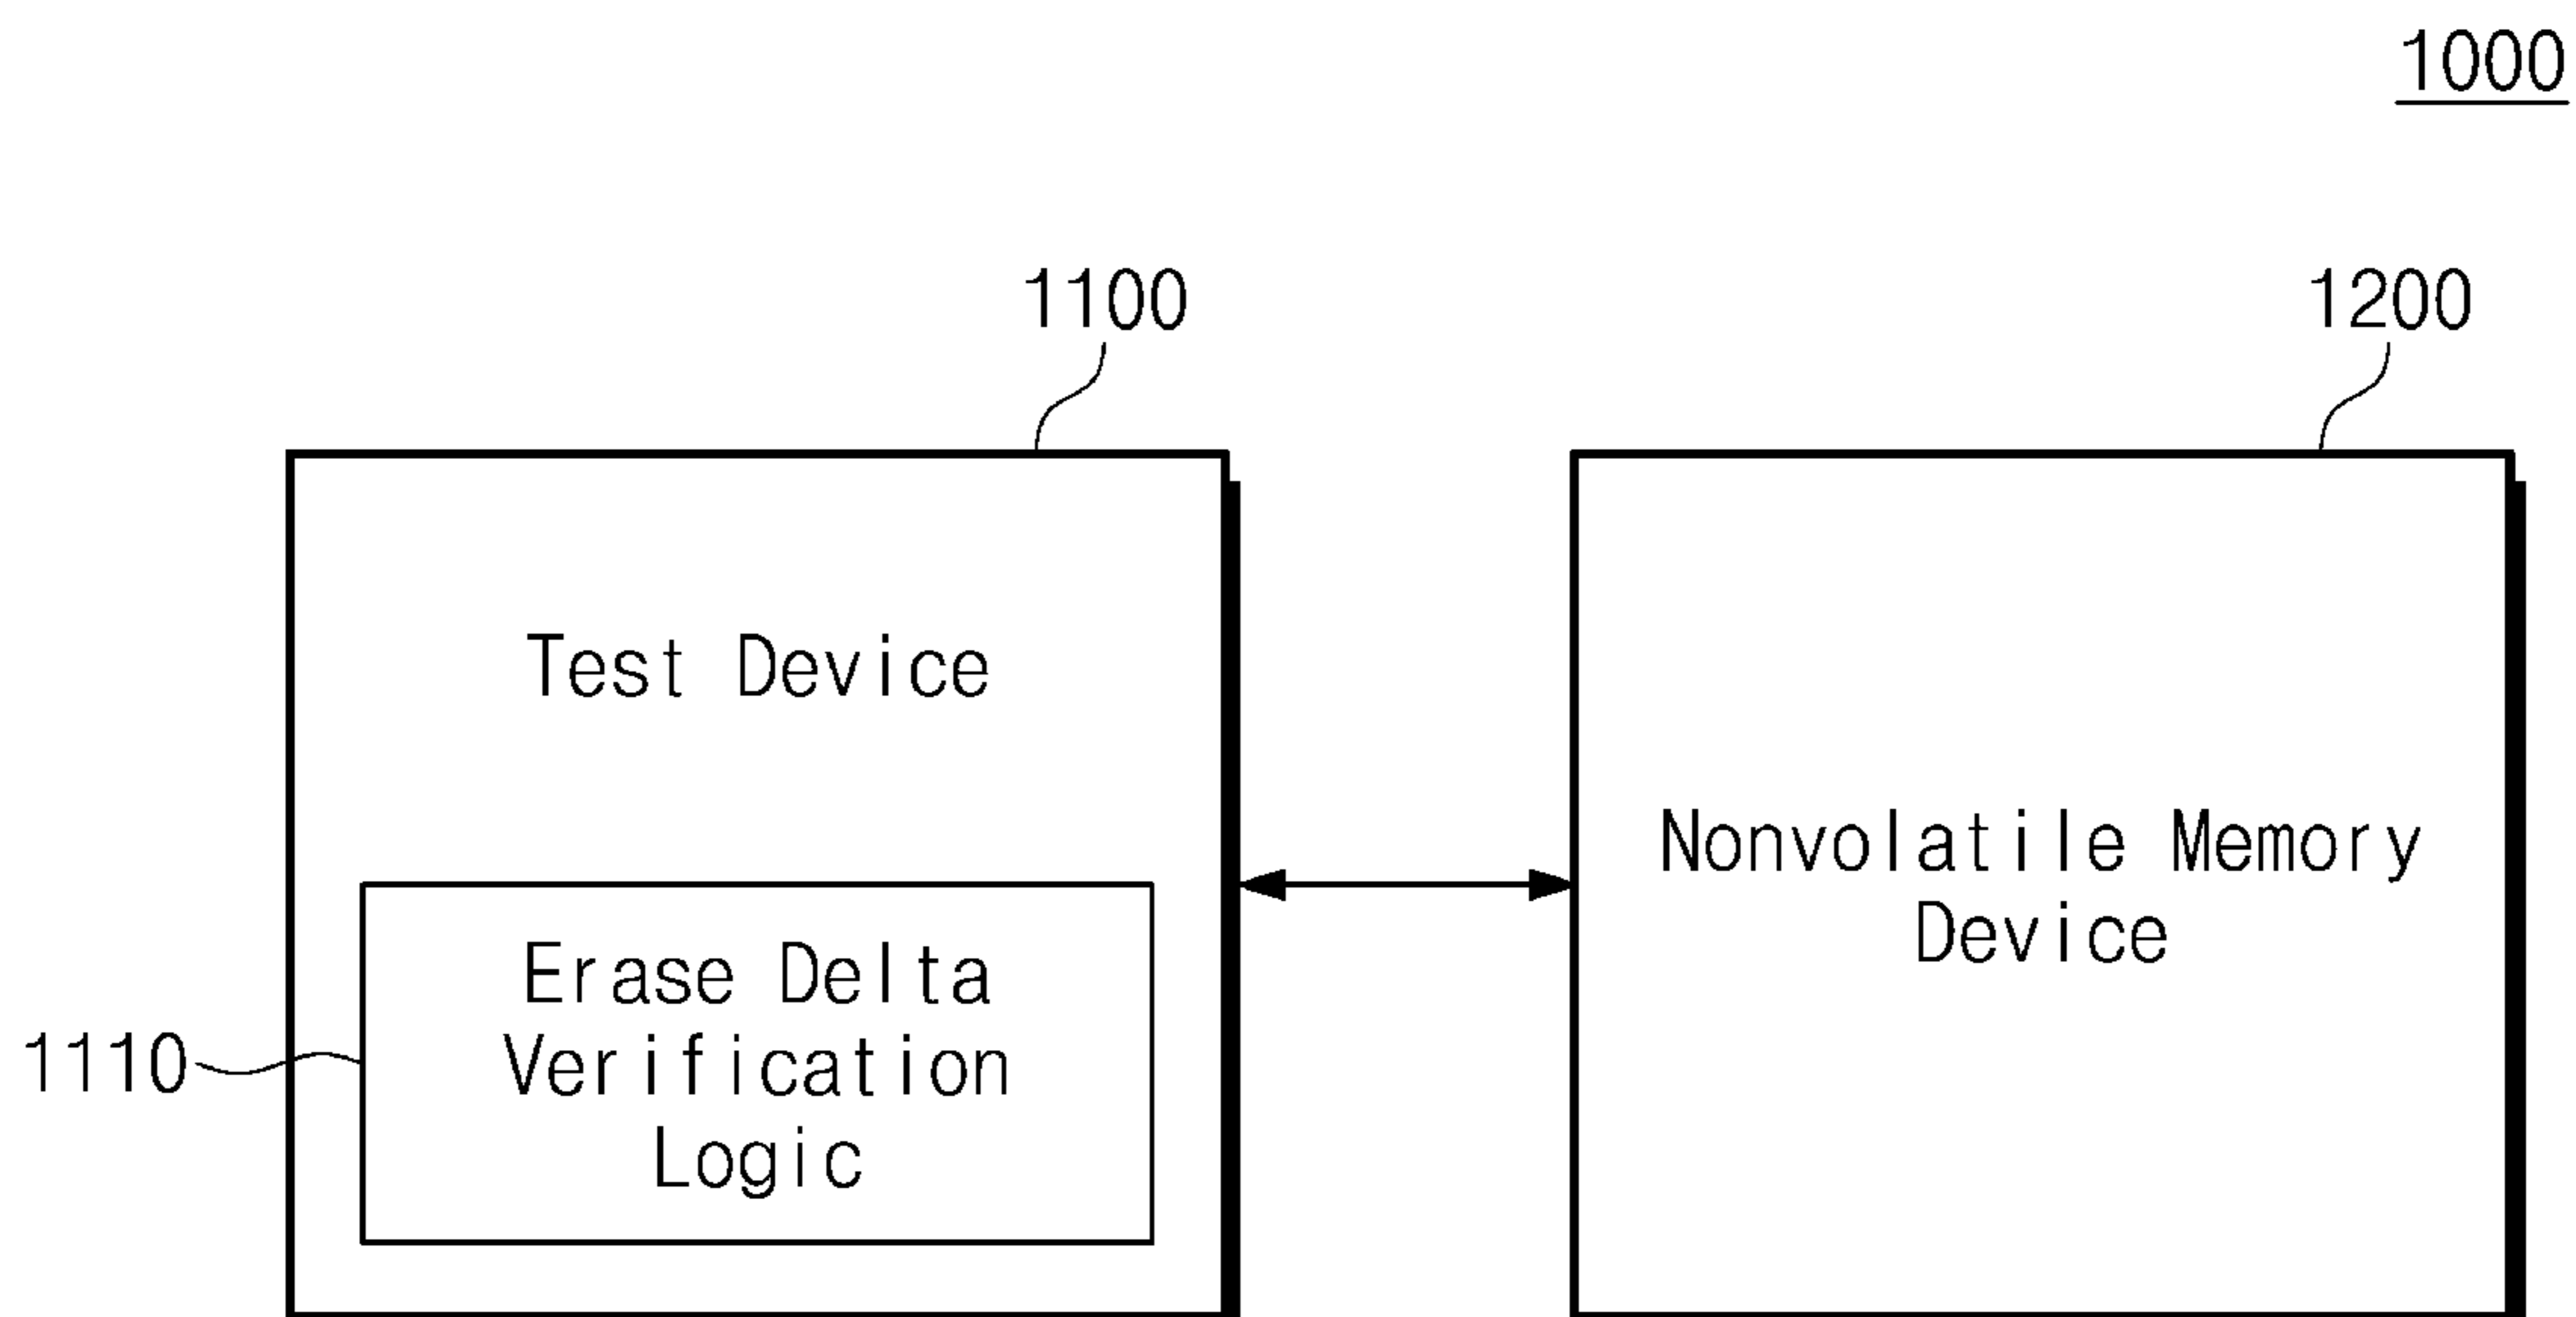 1000
1100
1200
Test Device
Nonvolatile Memory
Device
Erase Delta
Verification
Logic
1110